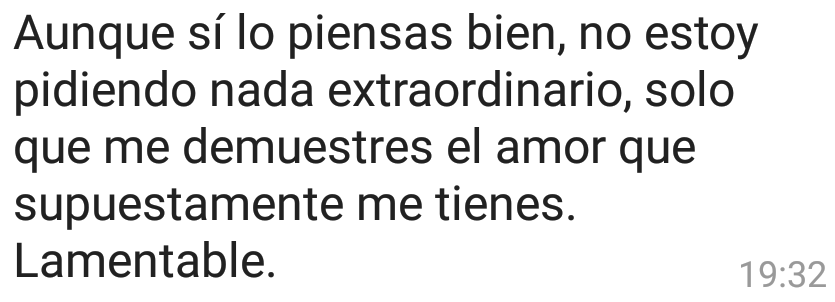 Aunque sí lo piensas bien, no estoy
pidiendo nada extraordinario, solo
que me demuestres el amor que
supuestamente me tienes.
Lamentable.
19:32